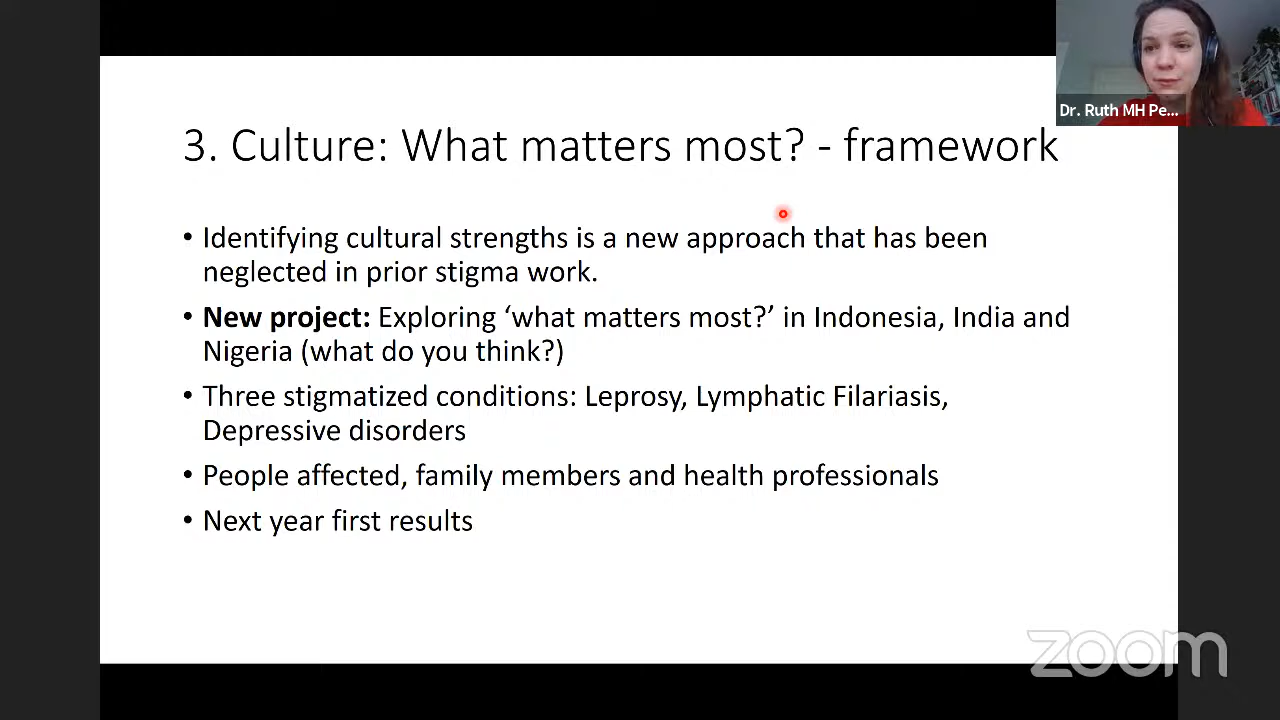 Dr. Ruth MH Pe...
3. Culture: What matters most? - framework
• Identifying cultural strengths is a new approach that has been
neglected in prior stigma work.
• New project: Exploring ‘what matters most?’ in Indonesia, India and
Nigeria (what do you think?)
• Three stigmatized conditions: Leprosy, Lymphatic Filariasis,
Depressive disorders
• People affected, family members and health professionals
• Next year first results
zoom